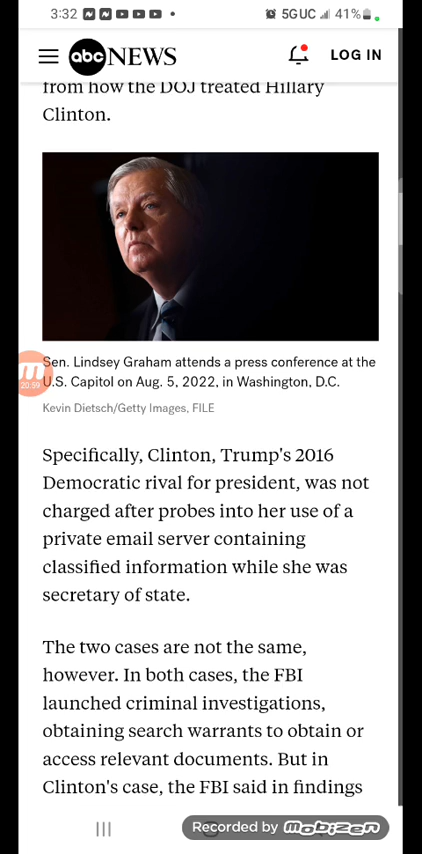 3:32
5GUC
41%
abc NEWS
LOG IN
from how the DOJ treated Hillary
Clinton.
Sen. Lindsey Graham attends a press conference at the
U.S. Capitol on Aug. 5, 2022, in Washington, D.C.
20:59
Kevin Dietsch/Getty Images, FILE
Specifically, Clinton, Trump's 2016
Democratic rival for president, was not
charged after probes into her use of a
private email server containing
classified information while she was
secretary of state.
The two cases are not the same,
however. In both cases, the FBI
launched criminal investigations,
obtaining search warrants to obtain or
access relevant documents. But in
Clinton's case, the FBI said in findings
Recorded by mobizen